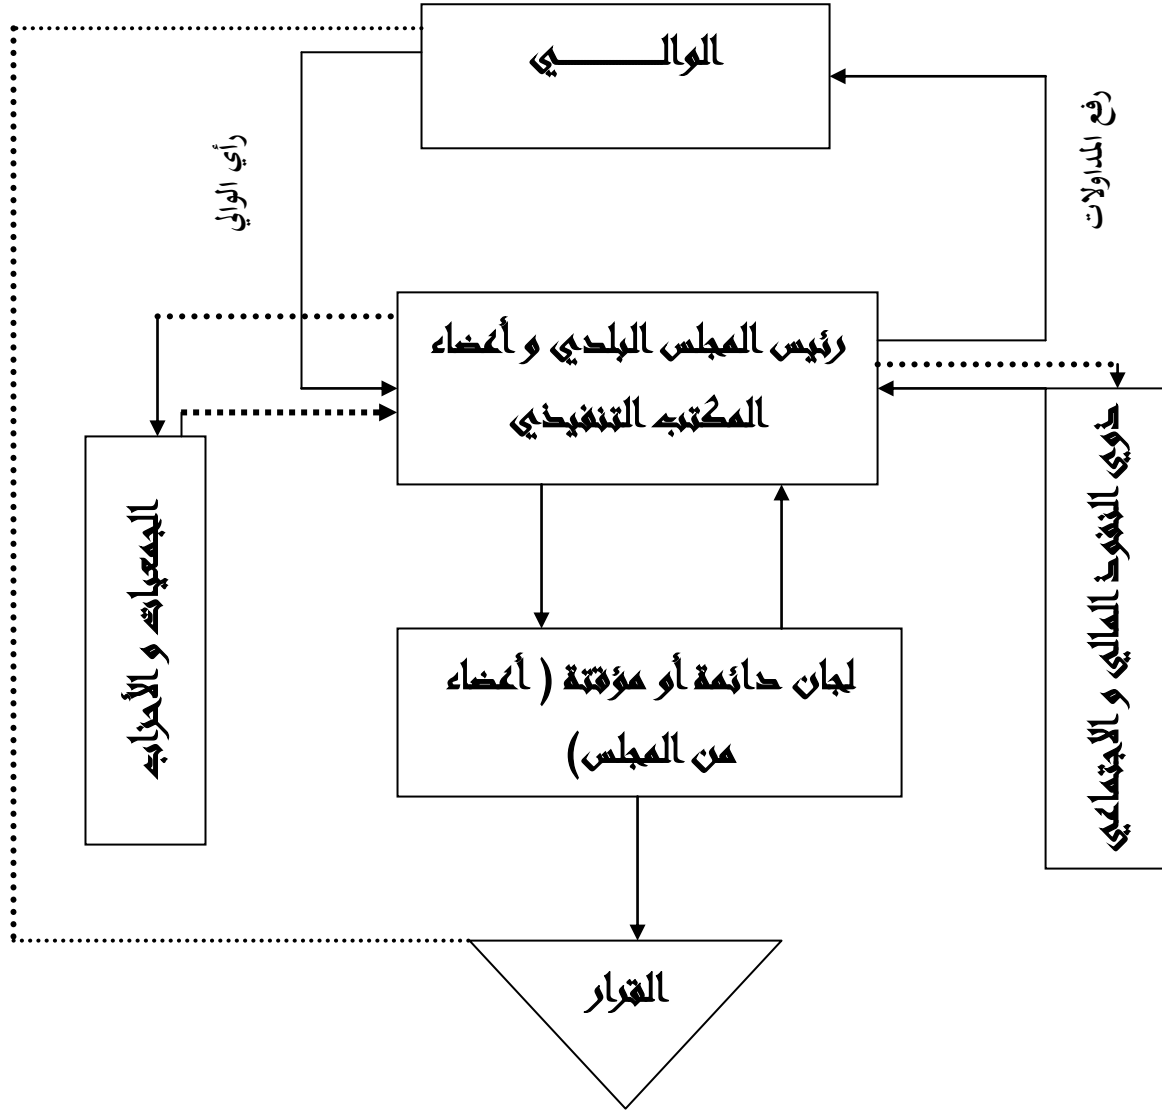 الوالـــــــي
رفع المداولات
رأي الوالي
رئيس المجلس البلدي و أعضاء
المكتب التنفيذي
ذوي النفوذ المالي و الاجتماعي
الجمعيات و الأحزاب
لجان دائمة أو مؤقتة ( أعضاء
من المجلس)
القرار